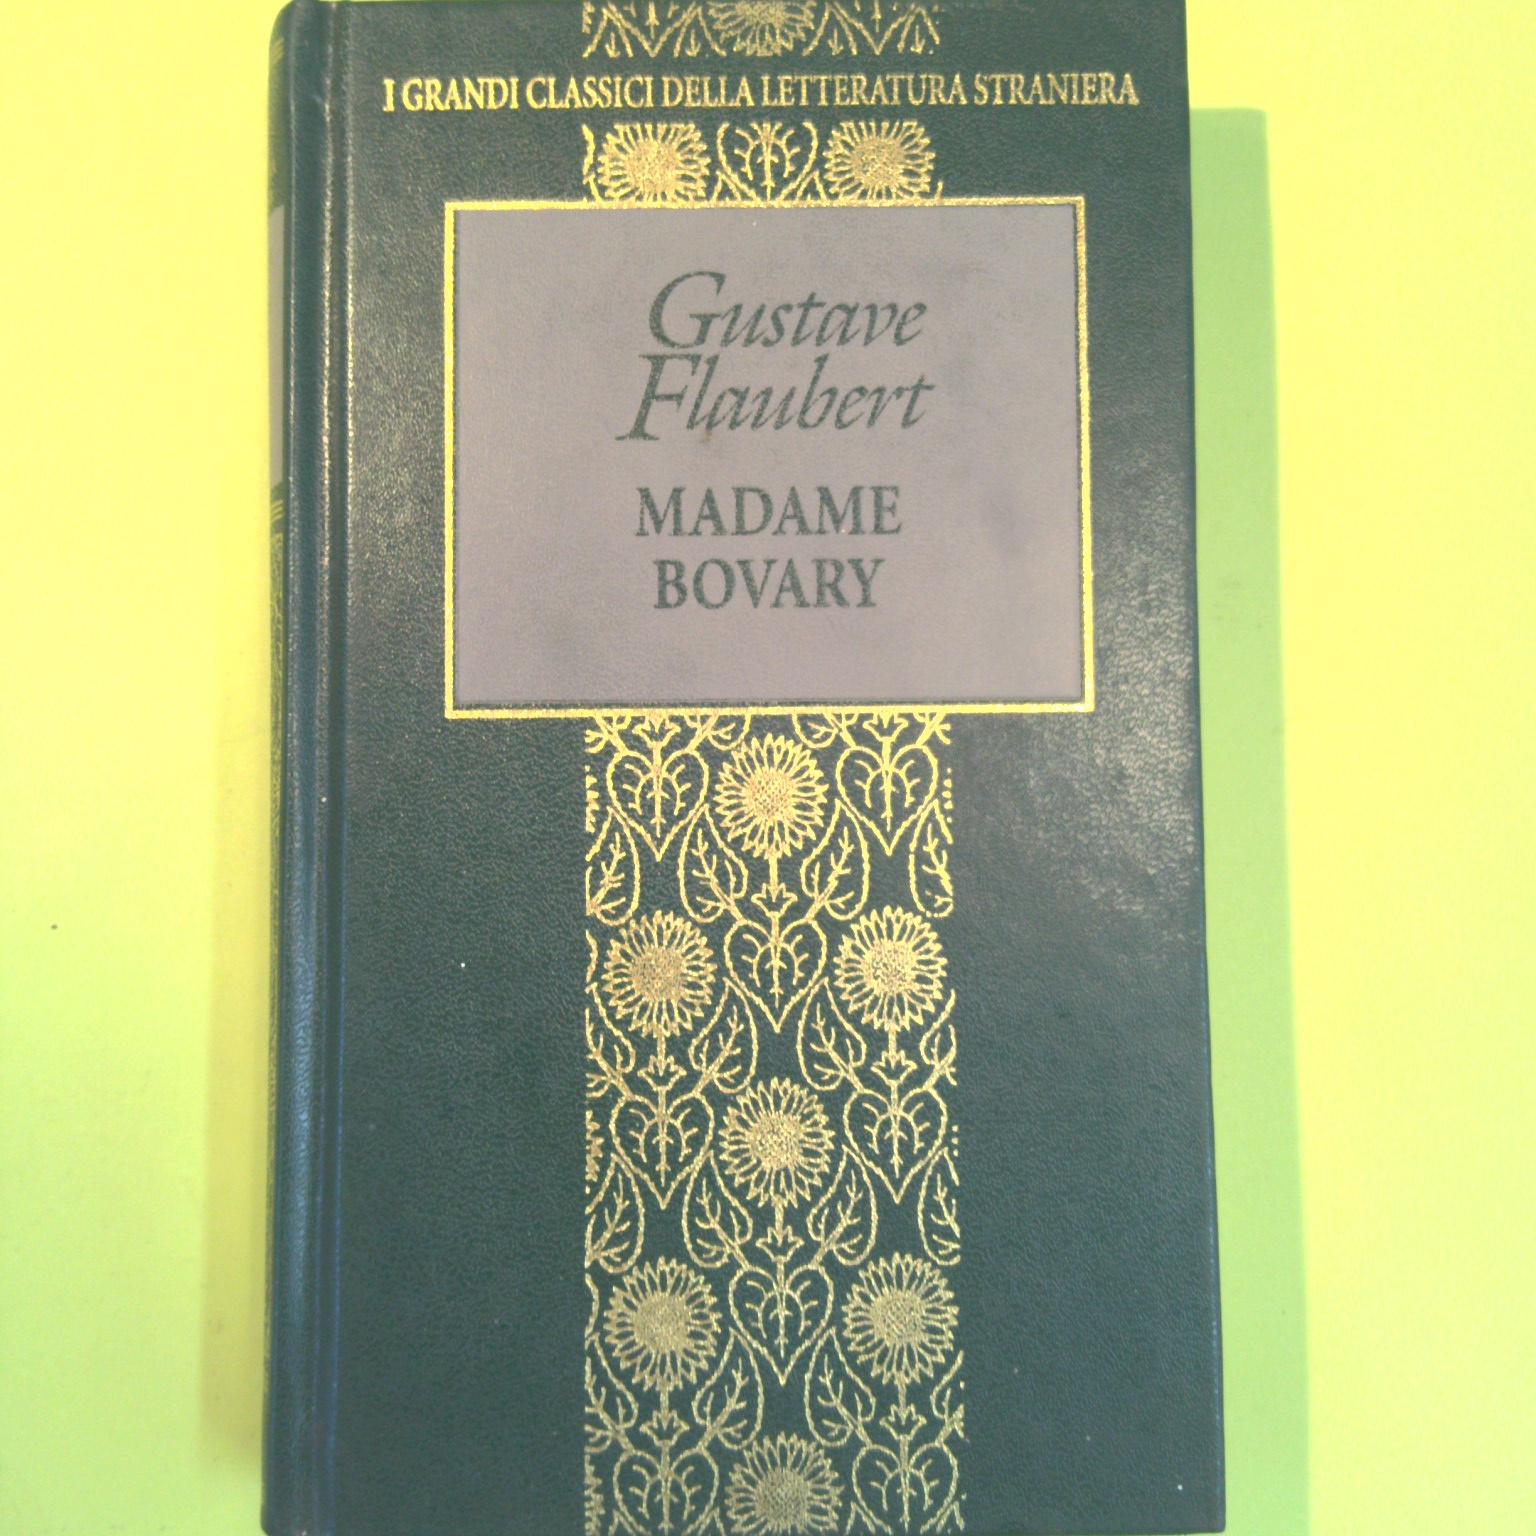 I GRANDI CLASSICI DELLA LETTERATURA STRANIERA
Gustave
Flaubert
MADAME
BOVARY